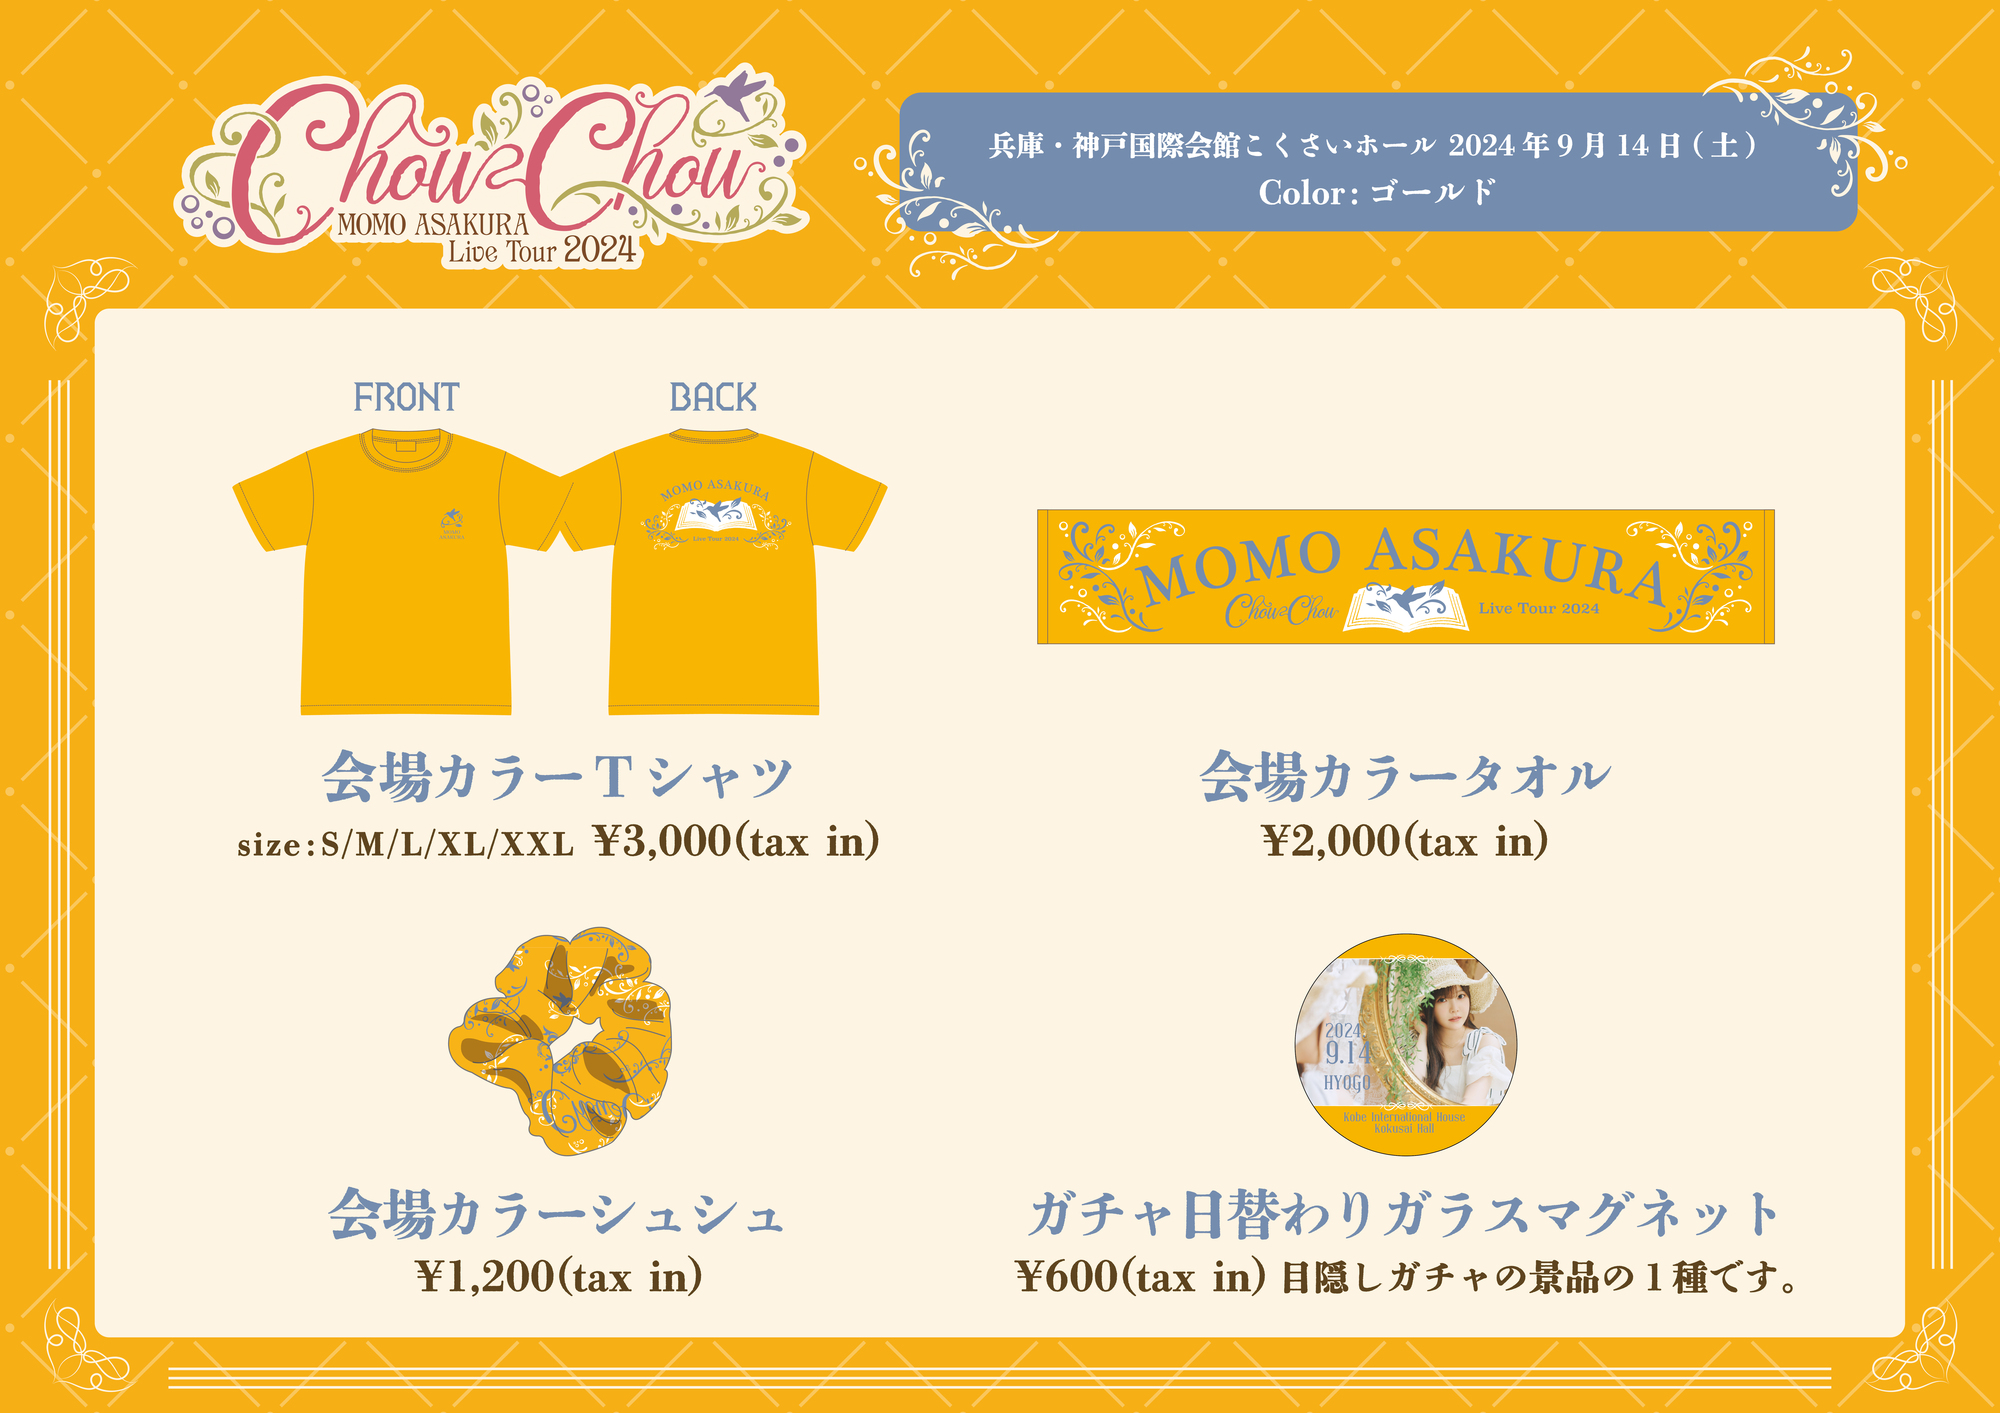 Chou Chou
MOMO ASAKURA
Live Tour 2024
兵庫・神戸国際会館こくさいホール 2024年9月14日(土)
Color:ゴールド
FRONT
BACK
MOMO ASAKURA
MOMO ASAKURA
Live Tour 2024
MOMO ASAKURA
Chou Chou
Live Tour 2024
会場カラーTシャツ
size:S/M/L/XL/XXL ¥3,000(tax in)
会場カラータオル
¥2,000(tax in)
2024
9.14
HYOGO
Kobe International House
Kokusai Hall
会場カラーシュシュ
¥1,200(tax in)
ガチャ日替わりガラスマグネット
¥600(tax in) 目隠しガチャの景品の1種です。